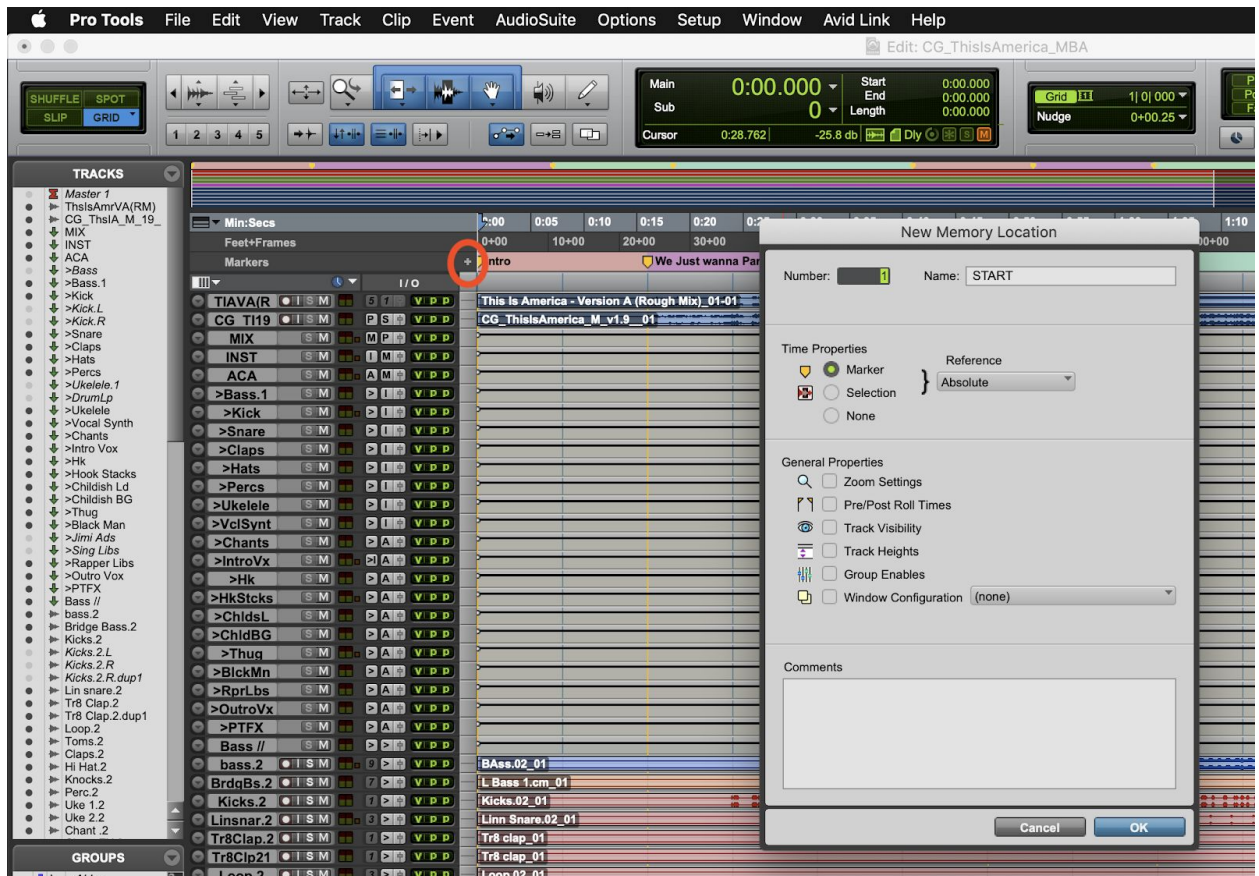 Pro Tools File Edit View Track Clip Event AudioSuite Options Setup Window Avid Link Help
Edit: CG_ThisIsAmerica_MBA
SHUFFLE SPOT
SLIP GRID
1 2 3 4 5
Main 0:00.000
Sub 0
Start 0:00.000
End 0:00.000
Length 0:00.000
Cursor 0:28.762 -25.8 db Dly
Grid 1| 0| 000
Nudge 0+00.25
TRACKS
Master 1
ThsIsAmrVA(RM)
CG_ThsIA_M_19_
MIX
INST
ACA
>Bass
>Bass.1
>Kick
>Kick.L
>Kick.R
>Snare
>Claps
>Hats
>Percs
>Ukelele.1
>DrumLp
>Ukelele
>Vocal Synth
>Chants
>Intro Vox
>Hk
>Hook Stacks
>Childish Ld
>Childish BG
>Thug
>Black Man
>Jimi Ads
>Sing Libs
>Rapper Libs
>Outro Vox
>PTFX
Bass //
bass.2
Bridge Bass.2
Kicks.2
Kicks.2.L
Kicks.2.R
Kicks.2.R.dup1
Lin snare.2
Tr8 Clap.2
Tr8 Clap.2.dup1
Loop.2
Toms.2
Claps.2
Hi Hat.2
Knocks.2
Perc.2
Uke 1.2
Uke 2.2
Chant .2
GROUPS
Min:Secs 0:00 0:05 0:10 0:15 0:20 1:10
Feet+Frames 0+00 10+00 20+00 30+00
Markers Intro We Just wanna Par
I / O
TIAVA(R I S M 5 1 V P P This Is America - Version A (Rough Mix)_01-01
CG TI19 I S M P S V P P CG_ThisIsAmerica_M_v1.9__01
MIX S M M P V P P
INST S M I M V P P
ACA S M A M V P P
>Bass.1 S M > I V P P
>Kick S M > I V P P
>Snare S M > I V P P
>Claps S M > I V P P
>Hats S M > I V P P
>Percs S M > I V P P
>Ukelele S M > I V P P
>VclSynt S M > I V P P
>Chants S M > A V P P
>IntroVx S M >| A V P P
>Hk S M > A V P P
>HkStcks S M > A V P P
>ChldsL S M > A V P P
>ChldBG S M > A V P P
>Thug S M > A V P P
>BlckMn S M > A V P P
>RprLbs S M > A V P P
>OutroVx S M > A V P P
>PTFX S M > A V P P
Bass // S M > > V P P
bass.2 I S M 9 > V P P BAss.02_01
BrdgBs.2 I S M 7 > V P P L Bass 1.cm_01
Kicks.2 I S M 1 > V P P Kicks.02_01
Linsnar.2 I S M 3 > V P P Linn Snare.02_01
Tr8Clap.2 I S M 1 > V P P Tr8 clap_01
Tr8Clp21 I S M 1 > V P P Tr8 clap_01
Loop.2 I S M Loop.02_01
New Memory Location
Number: 1 Name: START
Time Properties
Reference
Marker
Absolute
Selection
None
General Properties
Zoom Settings
Pre/Post Roll Times
Track Visibility
Track Heights
Group Enables
Window Configuration (none)
Comments
Cancel OK